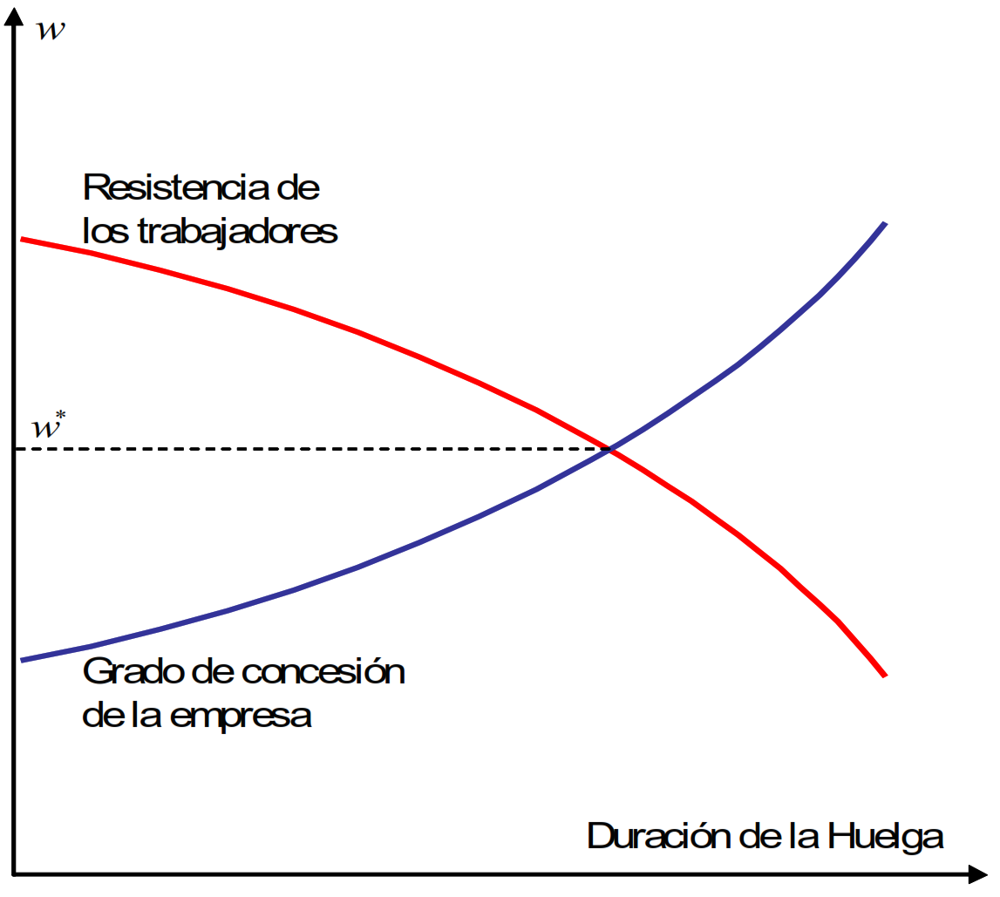 w
Resistencia de
los trabajadores
w*
Grado de concesión
de la empresa
Duración de la Huelga